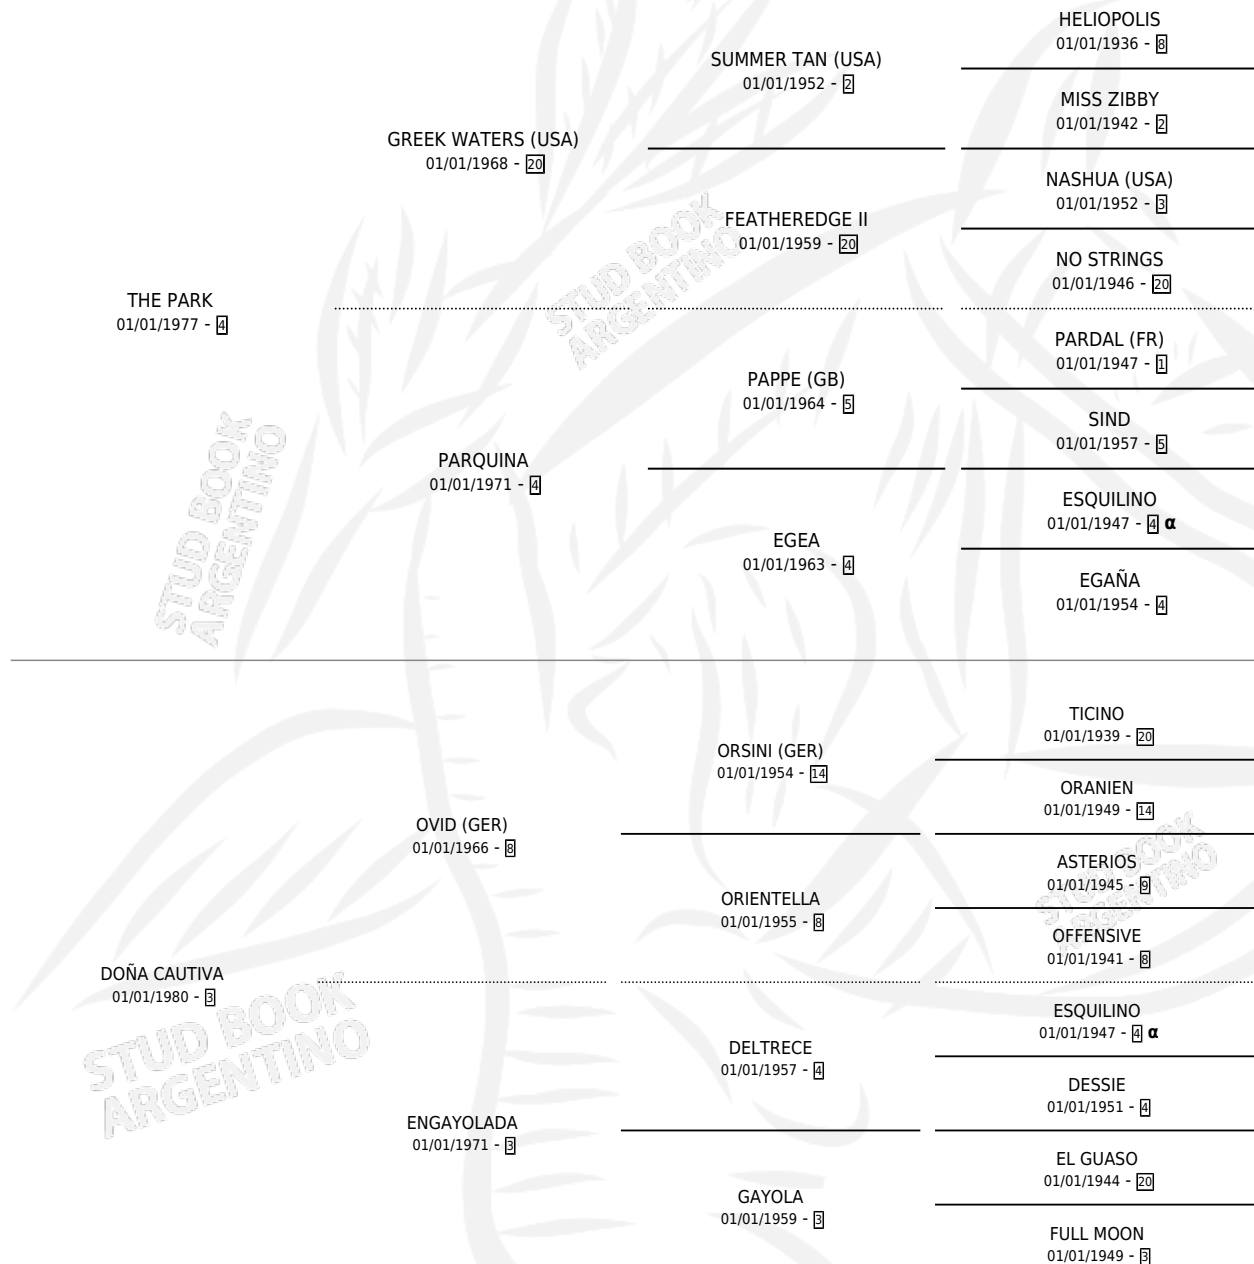 HELIOPOLIS
01/01/1936 - 8
SUMMER TAN (USA)
01/01/1952 - 2
MISS ZIBBY
01/01/1942 - 2
GREEK WATERS (USA)
01/01/1968 - 20
NASHUA (USA)
01/01/1952 - 3
FEATHEREDGE II
01/01/1959 - 20
NO STRINGS
01/01/1946 - 20
THE PARK
01/01/1977 - 4
PARDAL (FR)
01/01/1947 - 1
PAPPE (GB)
01/01/1964 - 5
SIND
01/01/1957 - 5
PARQUINA
01/01/1971 - 4
ESQUILINO
01/01/1947 - 4 α
EGEA
01/01/1963 - 4
EGAÑA
01/01/1954 - 4
TICINO
01/01/1939 - 20
ORSINI (GER)
01/01/1954 - 14
ORANIEN
01/01/1949 - 14
OVID (GER)
01/01/1966 - 8
ASTERIOS
01/01/1945 - 9
ORIENTELLA
01/01/1955 - 8
OFFENSIVE
01/01/1941 - 8
DOÑA CAUTIVA
01/01/1980 - 3
ESQUILINO
01/01/1947 - 4 α
DELTRECE
01/01/1957 - 4
DESSIE
01/01/1951 - 4
ENGAYOLADA
01/01/1971 - 3
EL GUASO
01/01/1944 - 20
GAYOLA
01/01/1959 - 3
FULL MOON
01/01/1949 - 3
STUD BOOK
ARGENTINO
STUD BOOK
ARGENTINO
STUD BOOK
ARGENTINO
STUD BOOK
ARGENTINO